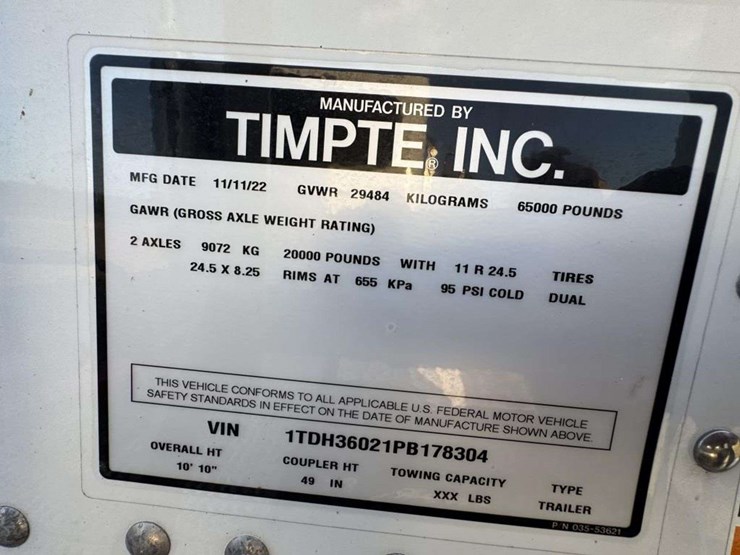 MANUFACTURED BY
TIMPTE® INC.
MFG DATE 11/11/22 GVWR 29484 KILOGRAMS 65000 POUNDS
GAWR (GROSS AXLE WEIGHT RATING)
2 AXLES 9072 KG 20000 POUNDS WITH 11 R 24.5 TIRES
24.5 X 8.25 RIMS AT 655 KPa 95 PSI COLD DUAL
THIS VEHICLE CONFORMS TO ALL APPLICABLE U.S. FEDERAL MOTOR VEHICLE
SAFETY STANDARDS IN EFFECT ON THE DATE OF MANUFACTURE SHOWN ABOVE.
VIN 1TDH36021PB178304
OVERALL HT COUPLER HT TOWING CAPACITY TYPE
10' 10" 49 IN XXX LBS TRAILER
P N 035-53621